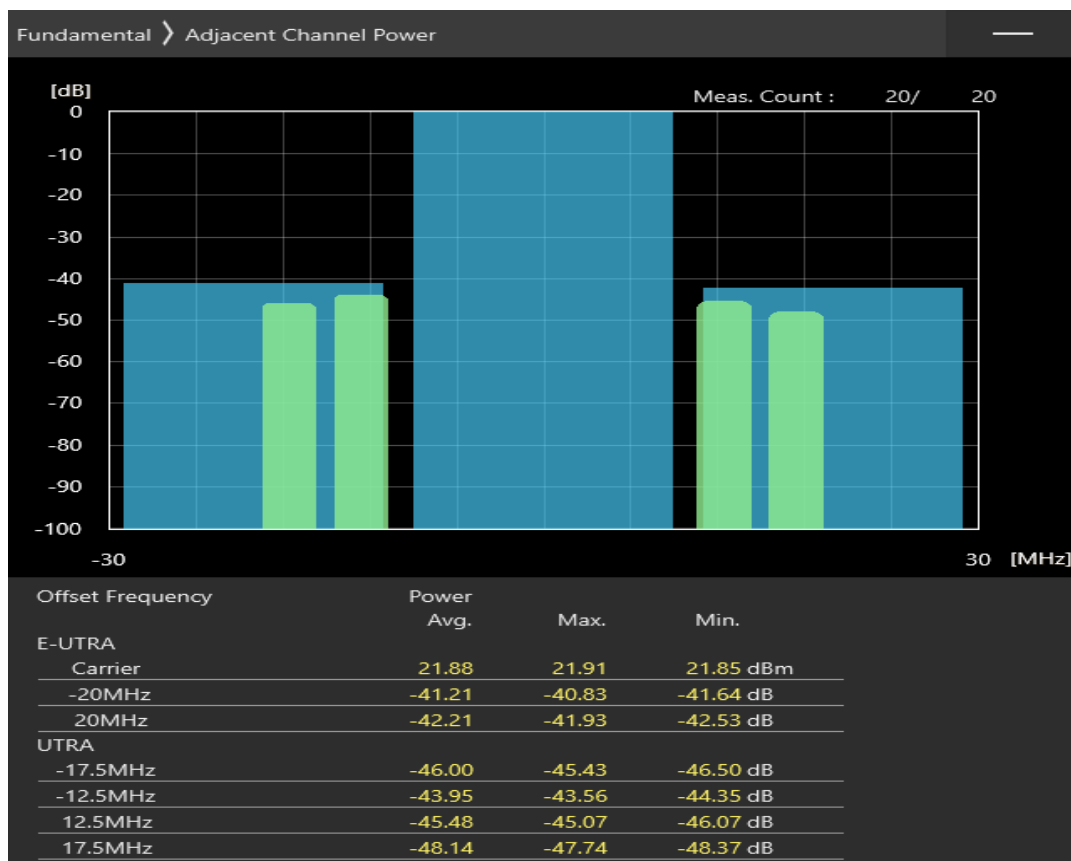 Fundamental 〉 Adjacent Channel Power
[dB]
Meas. Count : 20/ 20
0
-10
-20
-30
-40
-50
-60
-70
-80
-90
-100
-30 30 [MHz]
Offset Frequency Power
Avg. Max. Min.
E-UTRA
Carrier 21.88 21.91 21.85 dBm
-20MHz -41.21 -40.83 -41.64 dB
20MHz -42.21 -41.93 -42.53 dB
UTRA
-17.5MHz -46.00 -45.43 -46.50 dB
-12.5MHz -43.95 -43.56 -44.35 dB
12.5MHz -45.48 -45.07 -46.07 dB
17.5MHz -48.14 -47.74 -48.37 dB